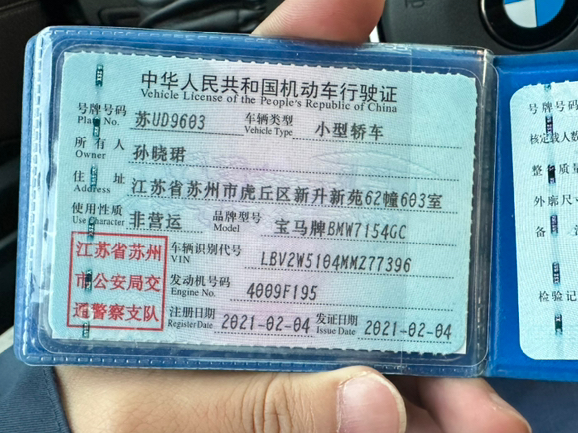 中华人民共和国机动车行驶证
Vehicle License of the People's Republic of China
号牌号码 苏UD9603 车辆类型 小型轿车
Plate No. Vehicle Type
所有人 孙晓珺
Owner
住址 江苏省苏州市虎丘区新升新苑62幢603室
Address
使用性质 非营运 品牌型号 宝马牌BMW7154GC
Use Character Model
江苏省苏州
市公安局交
通警察支队
车辆识别代号 LBV2W5104MMZ77396
VIN
发动机号码 4009F195
Engine No.
注册日期 2021-02-04 发证日期 2021-02-04
Register Date Issue Date
号牌号码
核定载人数
整备质量
外廓尺寸
备
检验记
BMW